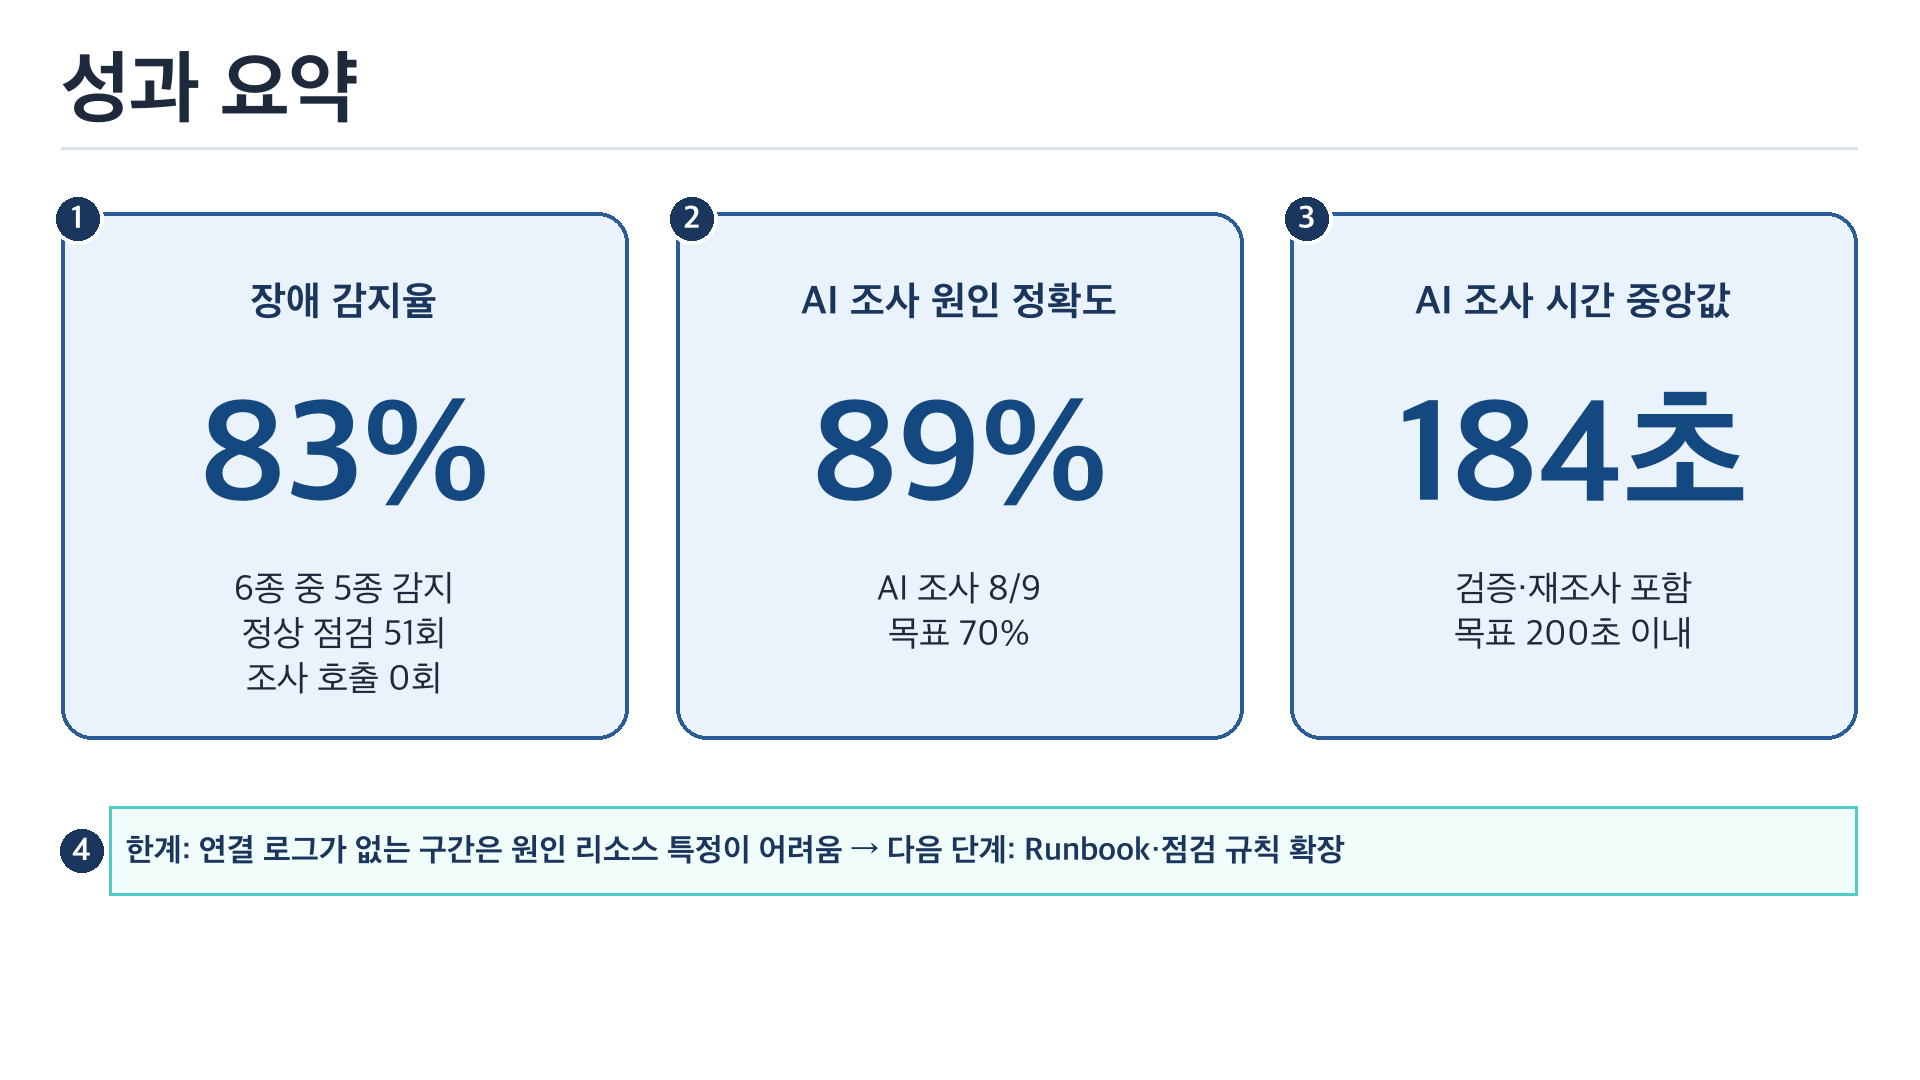 성과 요약
1
장애 감지율
83%
6종 중 5종 감지
정상 점검 51회
조사 호출 0회
2
AI 조사 원인 정확도
89%
AI 조사 8/9
목표 70%
3
AI 조사 시간 중앙값
184초
검증·재조사 포함
목표 200초 이내
4
한계: 연결 로그가 없는 구간은 원인 리소스 특정이 어려움 → 다음 단계: Runbook·점검 규칙 확장